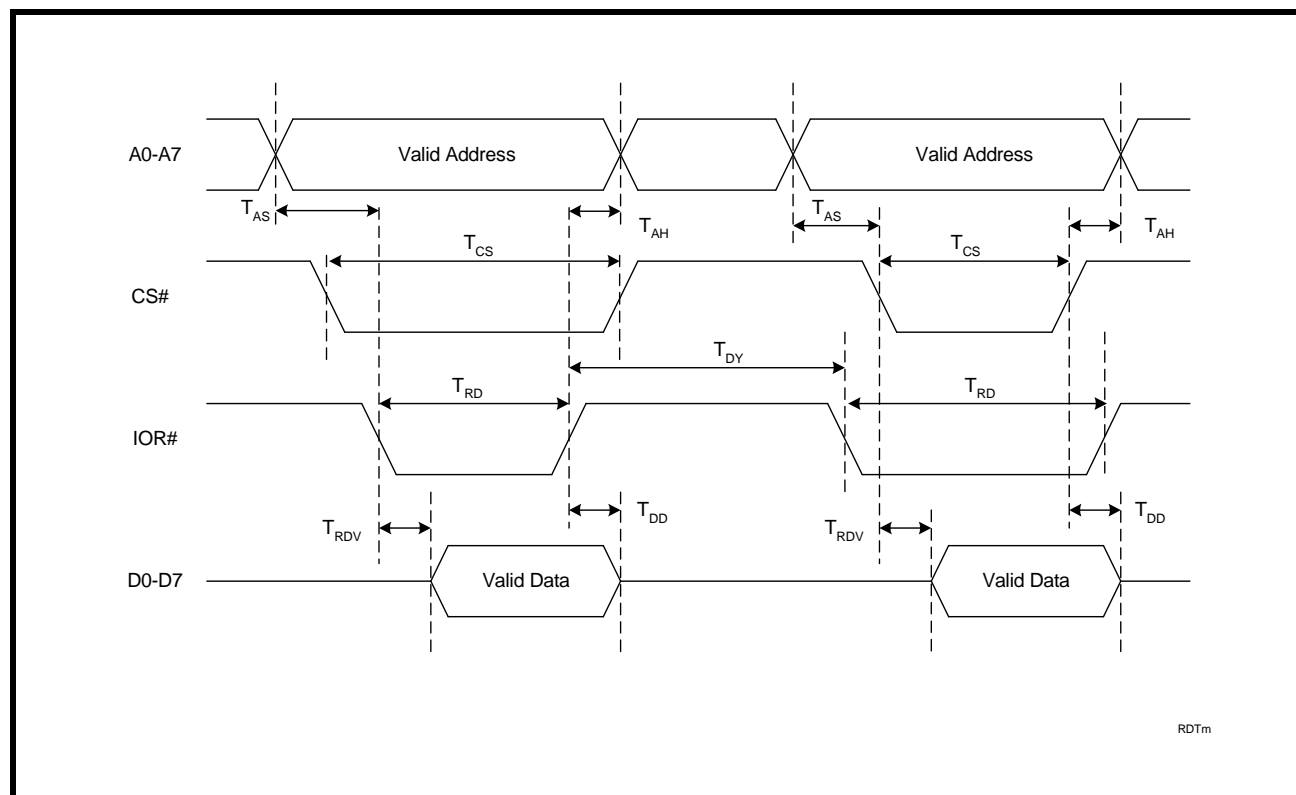 A0-A7
Valid Address
Valid Address
TAS
TAH
TAS
TAH
TCS
TCS
CS#
TDY
TRD
TRD
IOR#
TRDV
TDD
TRDV
TDD
D0-D7
Valid Data
Valid Data
RDTm